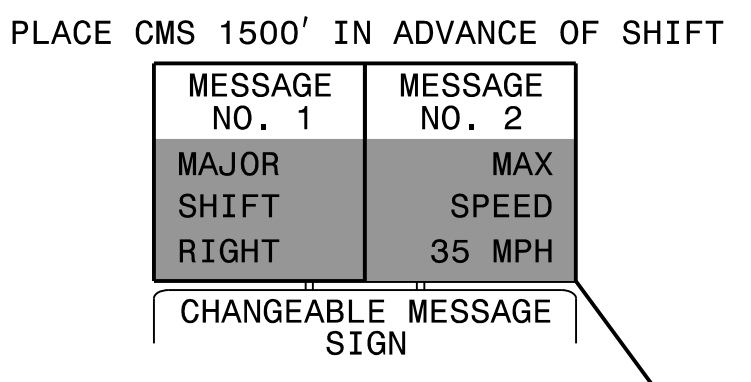 PLACE CMS 1500' IN ADVANCE OF SHIFT
MESSAGE NO. 1
MAJOR
SHIFT
RIGHT
MESSAGE NO. 2
MAX
SPEED
35 MPH
CHANGEABLE MESSAGE
SIGN